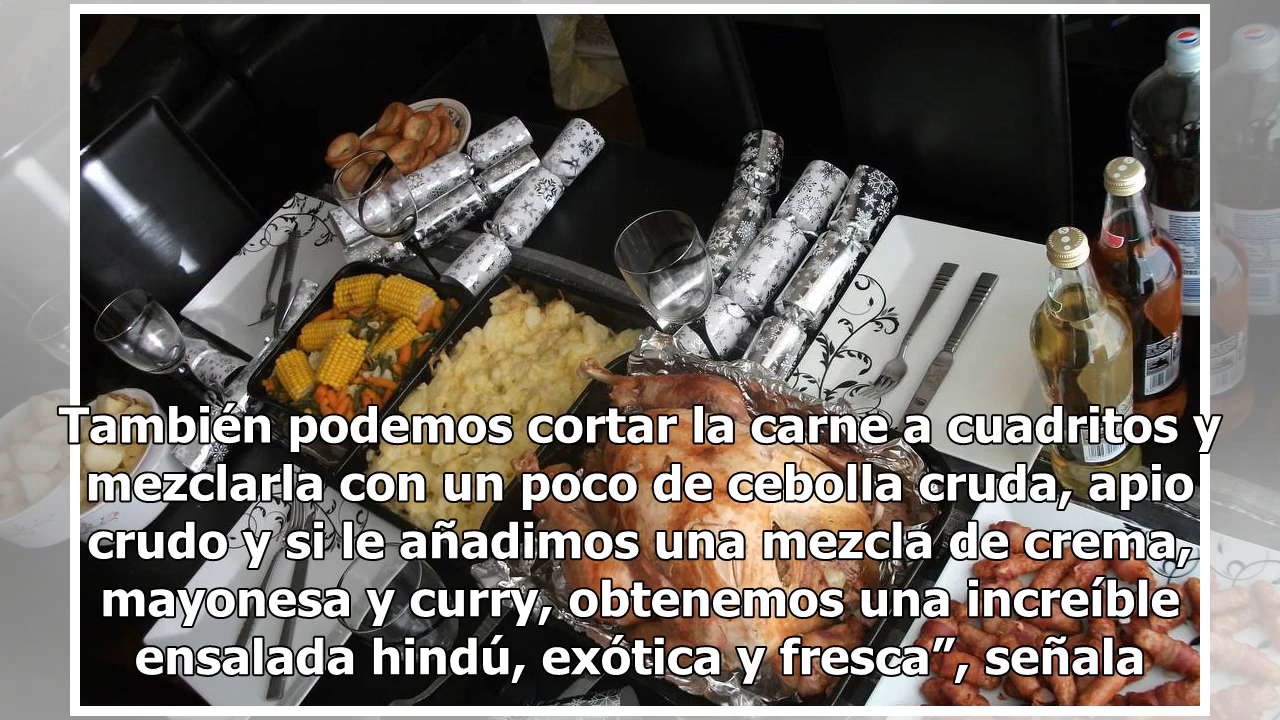 También podemos cortar la carne a cuadritos y
mezclarla con un poco de cebolla cruda, apio
crudo y si le añadimos una mezcla de crema,
mayonesa y curry, obtenemos una increíble
ensalada hindú, exótica y fresca”, señala